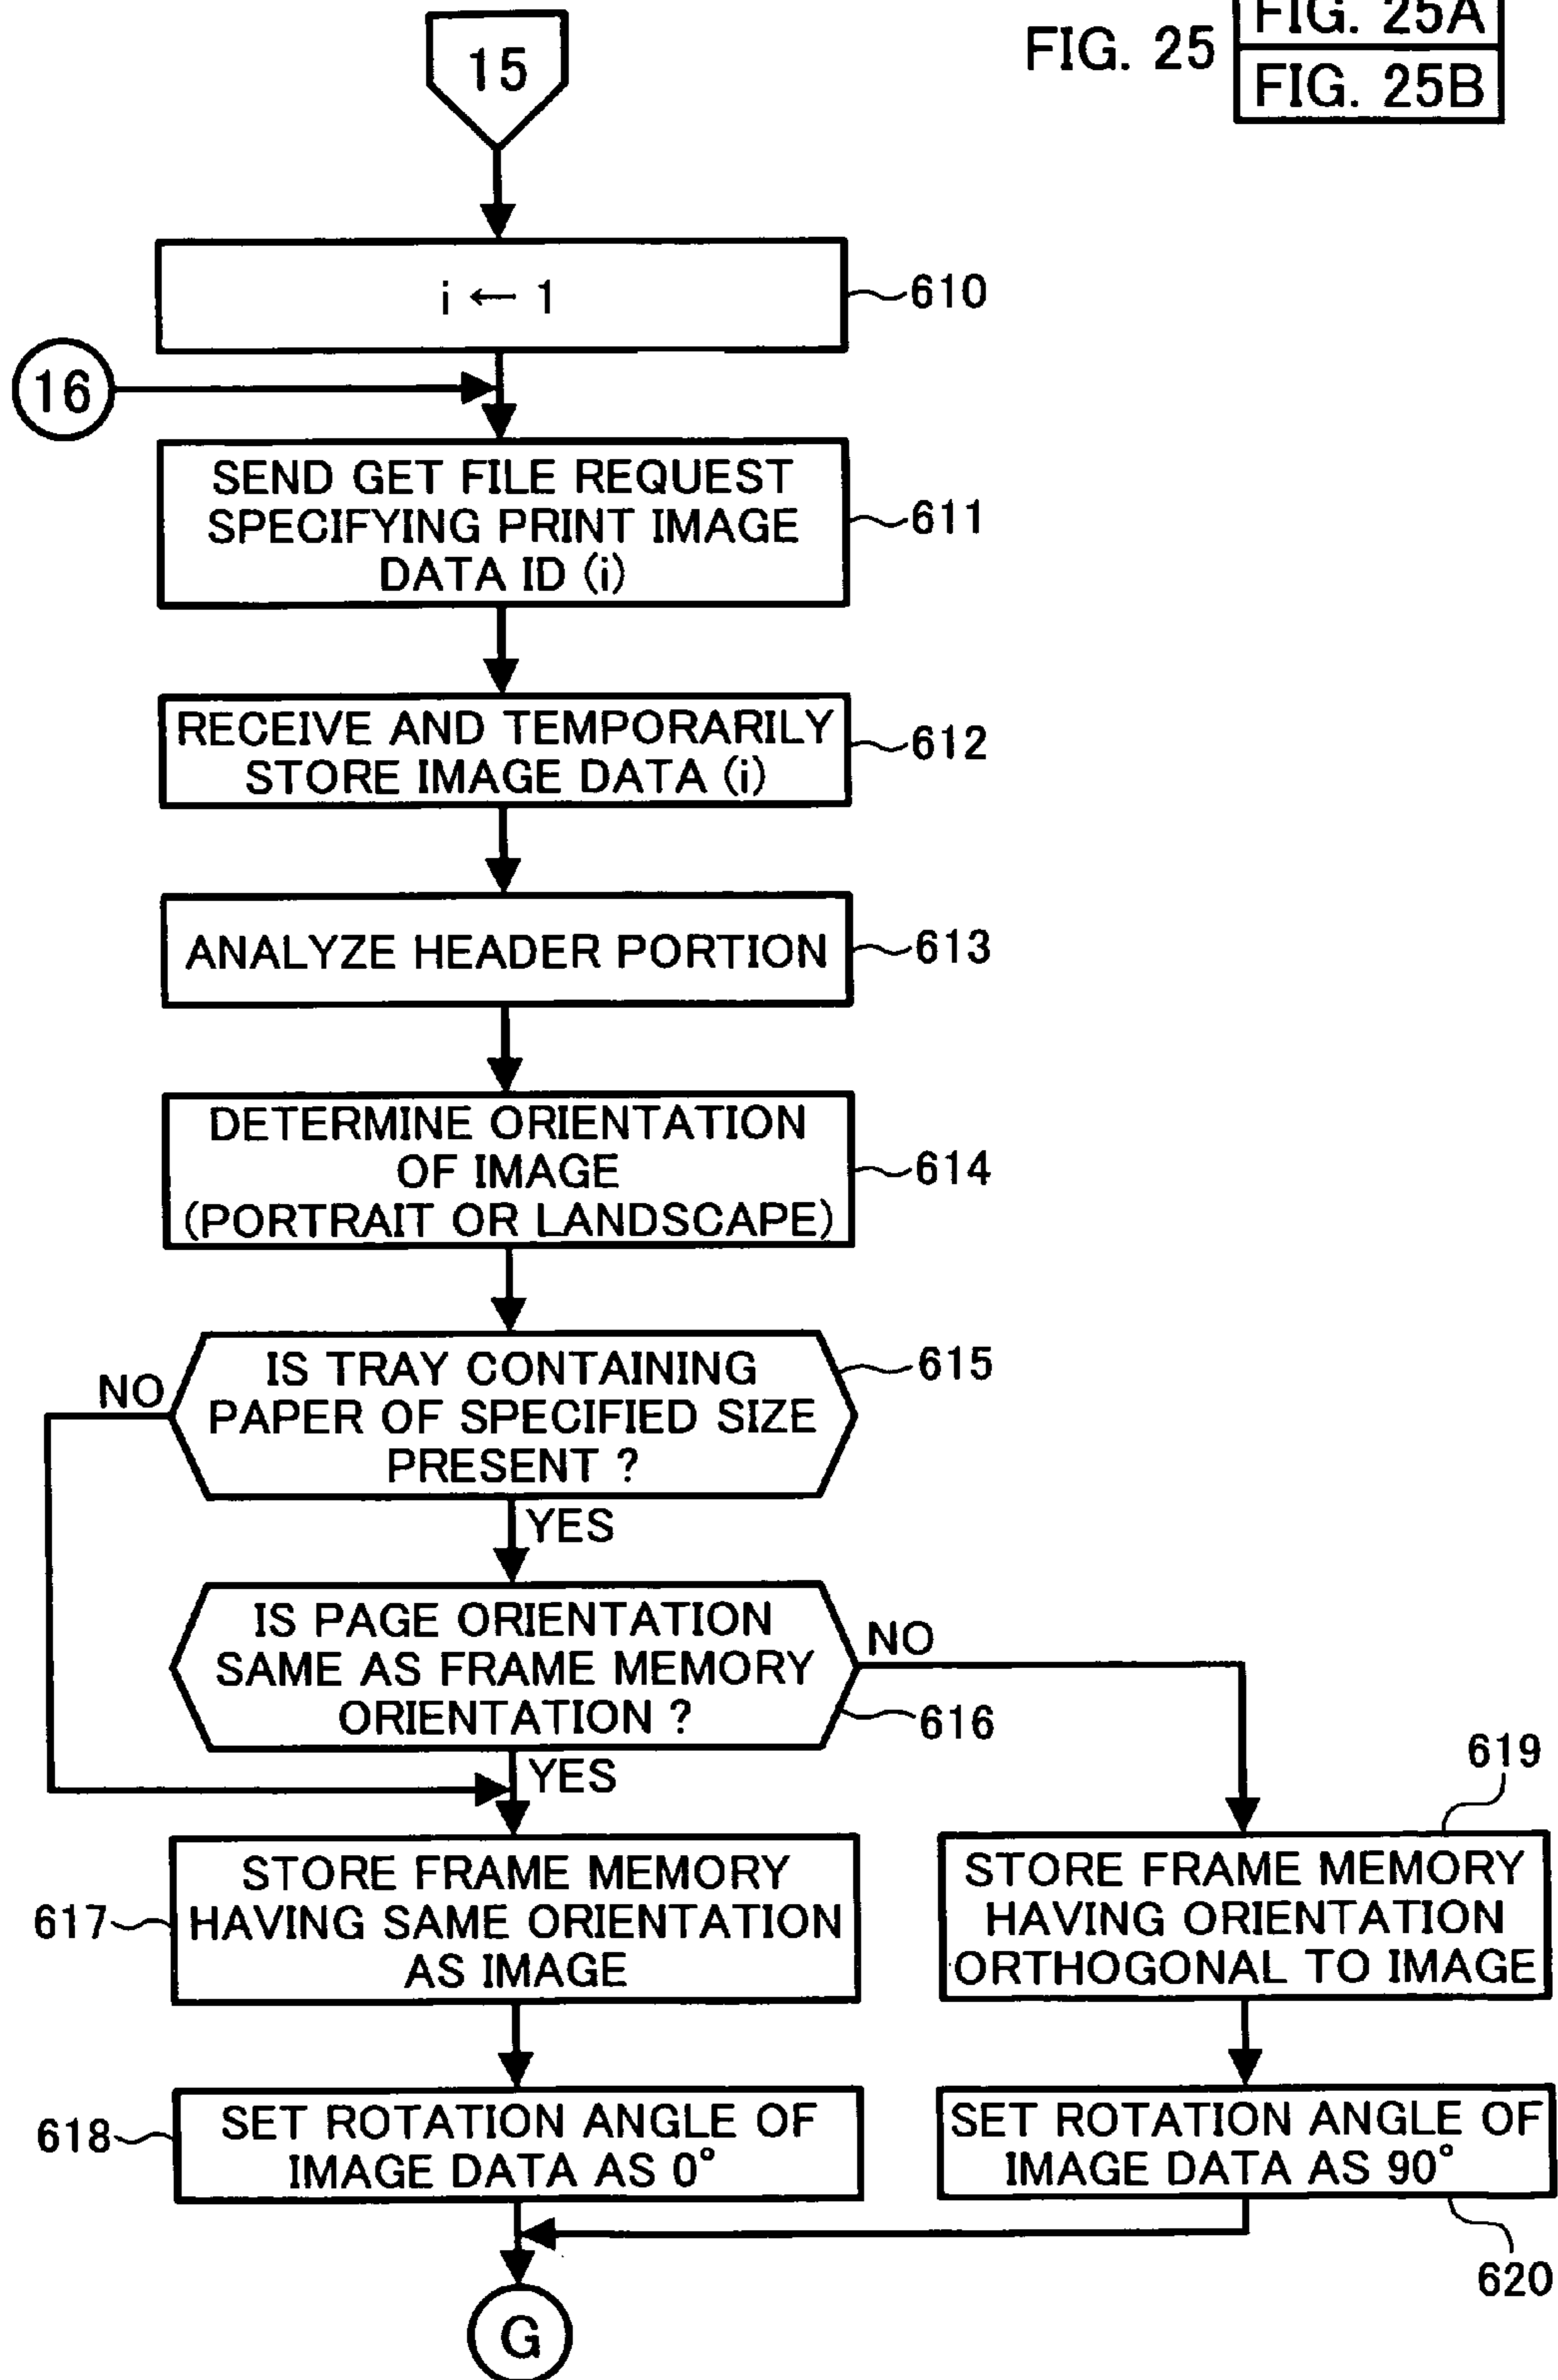 15
FIG. 25
FIG. 25A
FIG. 25B
i ← 1
610
16
SEND GET FILE REQUEST
SPECIFYING PRINT IMAGE
DATA ID (i)
611
RECEIVE AND TEMPORARILY
STORE IMAGE DATA (i)
612
ANALYZE HEADER PORTION
613
DETERMINE ORIENTATION
OF IMAGE
(PORTRAIT OR LANDSCAPE)
614
IS TRAY CONTAINING
PAPER OF SPECIFIED SIZE
PRESENT ?
615
NO
YES
IS PAGE ORIENTATION
SAME AS FRAME MEMORY
ORIENTATION ?
616
NO
YES
STORE FRAME MEMORY
HAVING SAME ORIENTATION
AS IMAGE
617
STORE FRAME MEMORY
HAVING ORIENTATION
ORTHOGONAL TO IMAGE
619
SET ROTATION ANGLE OF
IMAGE DATA AS 0°
618
SET ROTATION ANGLE OF
IMAGE DATA AS 90°
620
G